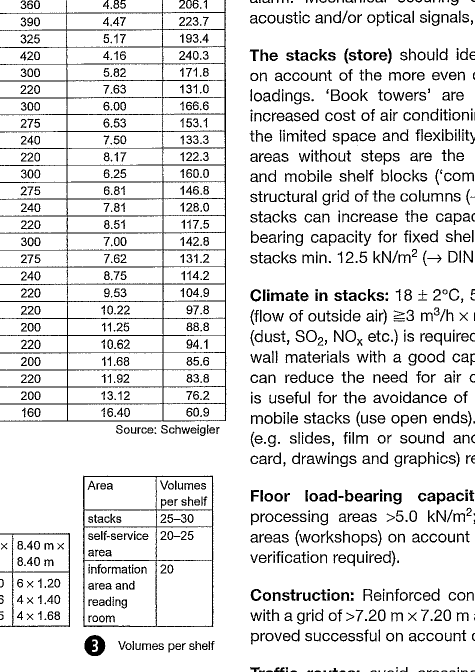 360 4.85 206.1
390 4.47 223.7
325 5.17 193.4
420 4.16 240.3
300 5.82 171.8
220 7.63 131.0
300 6.00 166.6
275 6.53 153.1
240 7.50 133.3
220 8.17 122.3
300 6.25 160.0
275 6.81 146.8
240 7.81 128.0
220 8.51 117.5
300 7.00 142.8
275 7.62 131.2
240 8.75 114.2
220 9.53 104.9
220 10.22 97.8
200 11.25 88.8
220 10.62 94.1
200 11.68 85.6
220 11.92 83.8
200 13.12 76.2
160 16.40 60.9
Source: Schweigler
× 8.40 m ×
8.40 m
0 6 × 1.20
6 4 × 1.40
5 4 × 1.68
Area Volumes
per shelf
stacks 25–30
self-service 20–25
area
information 20
area and
reading
room
3 Volumes per shelf
acoustic and/or optical signals,
The stacks (store) should ide
on account of the more even
loadings. ‘Book towers’ are
increased cost of air conditioni
the limited space and flexibility
areas without steps are the
and mobile shelf blocks (‘com
structural grid of the columns (–
stacks can increase the capac
bearing capacity for fixed shel
stacks min. 12.5 kN/m² (→ DIN
Climate in stacks: 18 ± 2°C, 5
(flow of outside air) ≧3 m³/h × m
(dust, SO₂, NOₓ etc.) is required
wall materials with a good cap
can reduce the need for air c
is useful for the avoidance of
mobile stacks (use open ends).
(e.g. slides, film or sound and
card, drawings and graphics) re
Floor load-bearing capacit
processing areas >5.0 kN/m²;
areas (workshops) on account
verification required).
Construction: Reinforced con
with a grid of >7.20 m × 7.20 m a
proved successful on account o